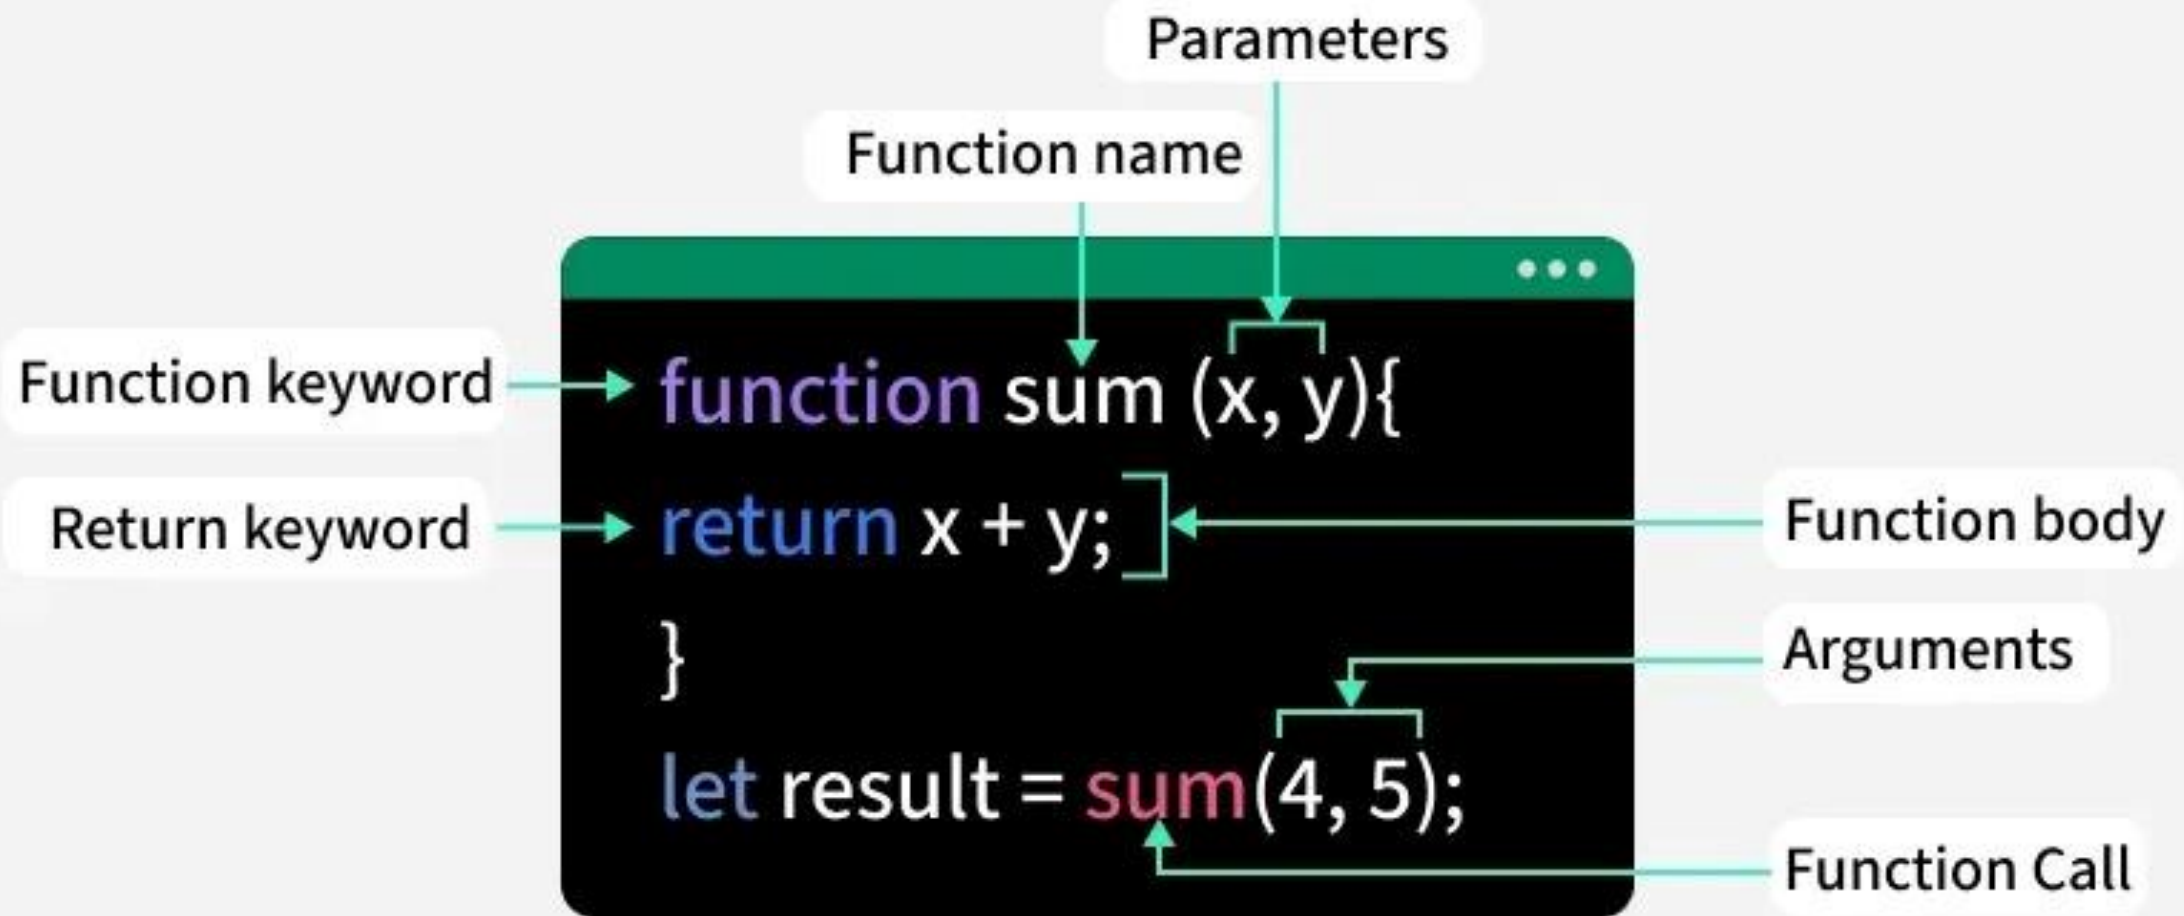 Parameters
Function name
Function keyword
function sum (x, y){
Return keyword
return x + y;
Function body
}
Arguments
let result = sum(4, 5);
Function Call